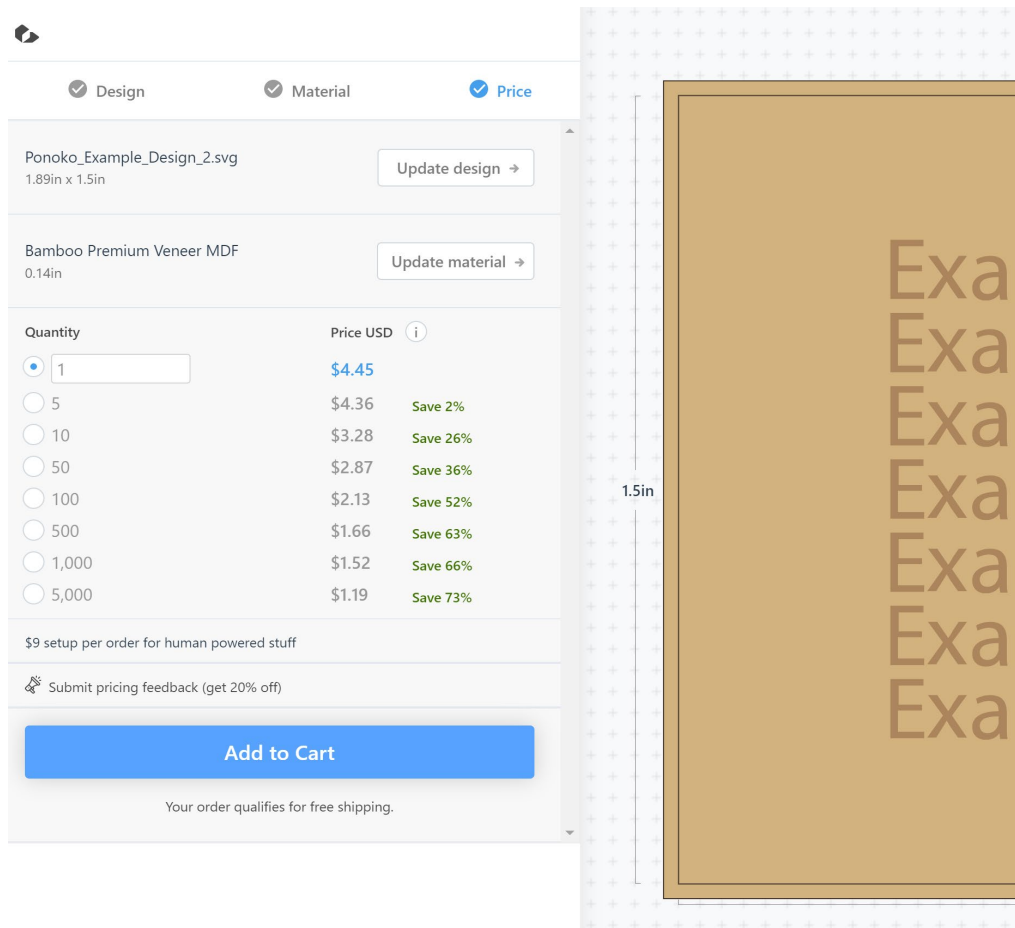 Design Material Price
Ponoko_Example_Design_2.svg
1.89in x 1.5in
Update design →
Bamboo Premium Veneer MDF
0.14in
Update material →
Quantity Price USD i
1 $4.45
5 $4.36 Save 2%
10 $3.28 Save 26%
50 $2.87 Save 36%
100 $2.13 Save 52%
500 $1.66 Save 63%
1,000 $1.52 Save 66%
5,000 $1.19 Save 73%
$9 setup per order for human powered stuff
Submit pricing feedback (get 20% off)
Add to Cart
Your order qualifies for free shipping.
1.5in
Exa
Exa
Exa
Exa
Exa
Exa
Exa